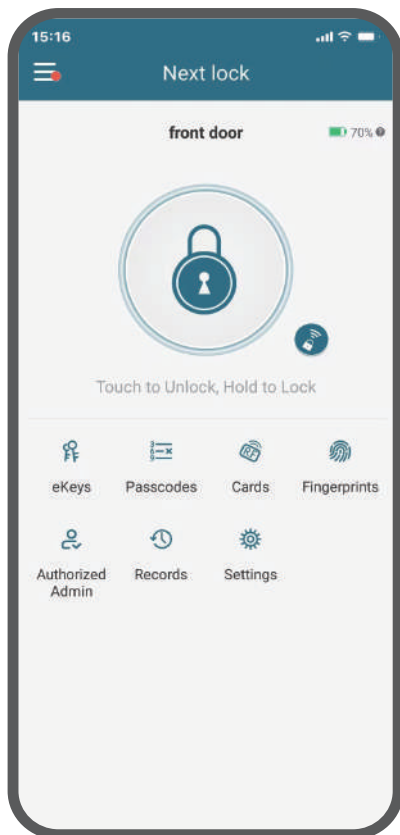 15:16
Next lock
front door
70%
Touch to Unlock, Hold to Lock
eKeys
Passcodes
Cards
Fingerprints
Authorized
Admin
Records
Settings